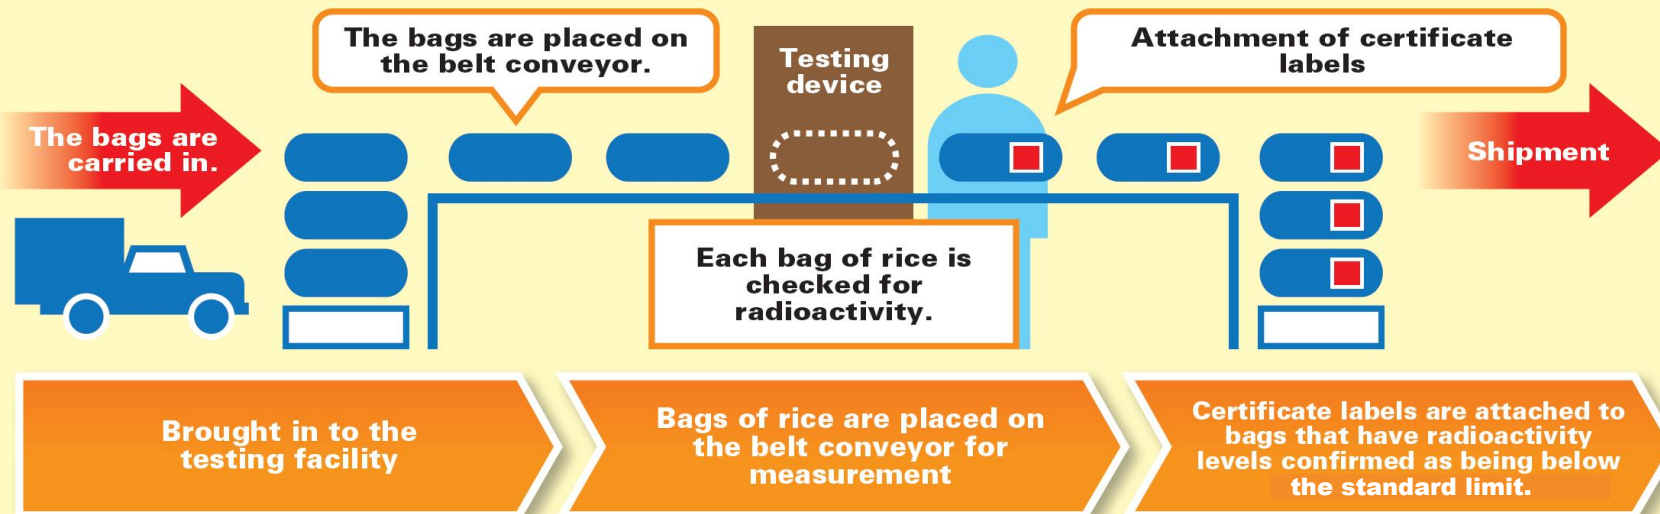 The bags are
carried in.
The bags are placed on
the belt conveyor.
Testing
device
Attachment of certificate
labels
Shipment
Each bag of rice is
checked for
radioactivity.
Brought in to the
testing facility
Bags of rice are placed on
the belt conveyor for
measurement
Certificate labels are attached to
bags that have radioactivity
levels confirmed as being below
the standard limit.